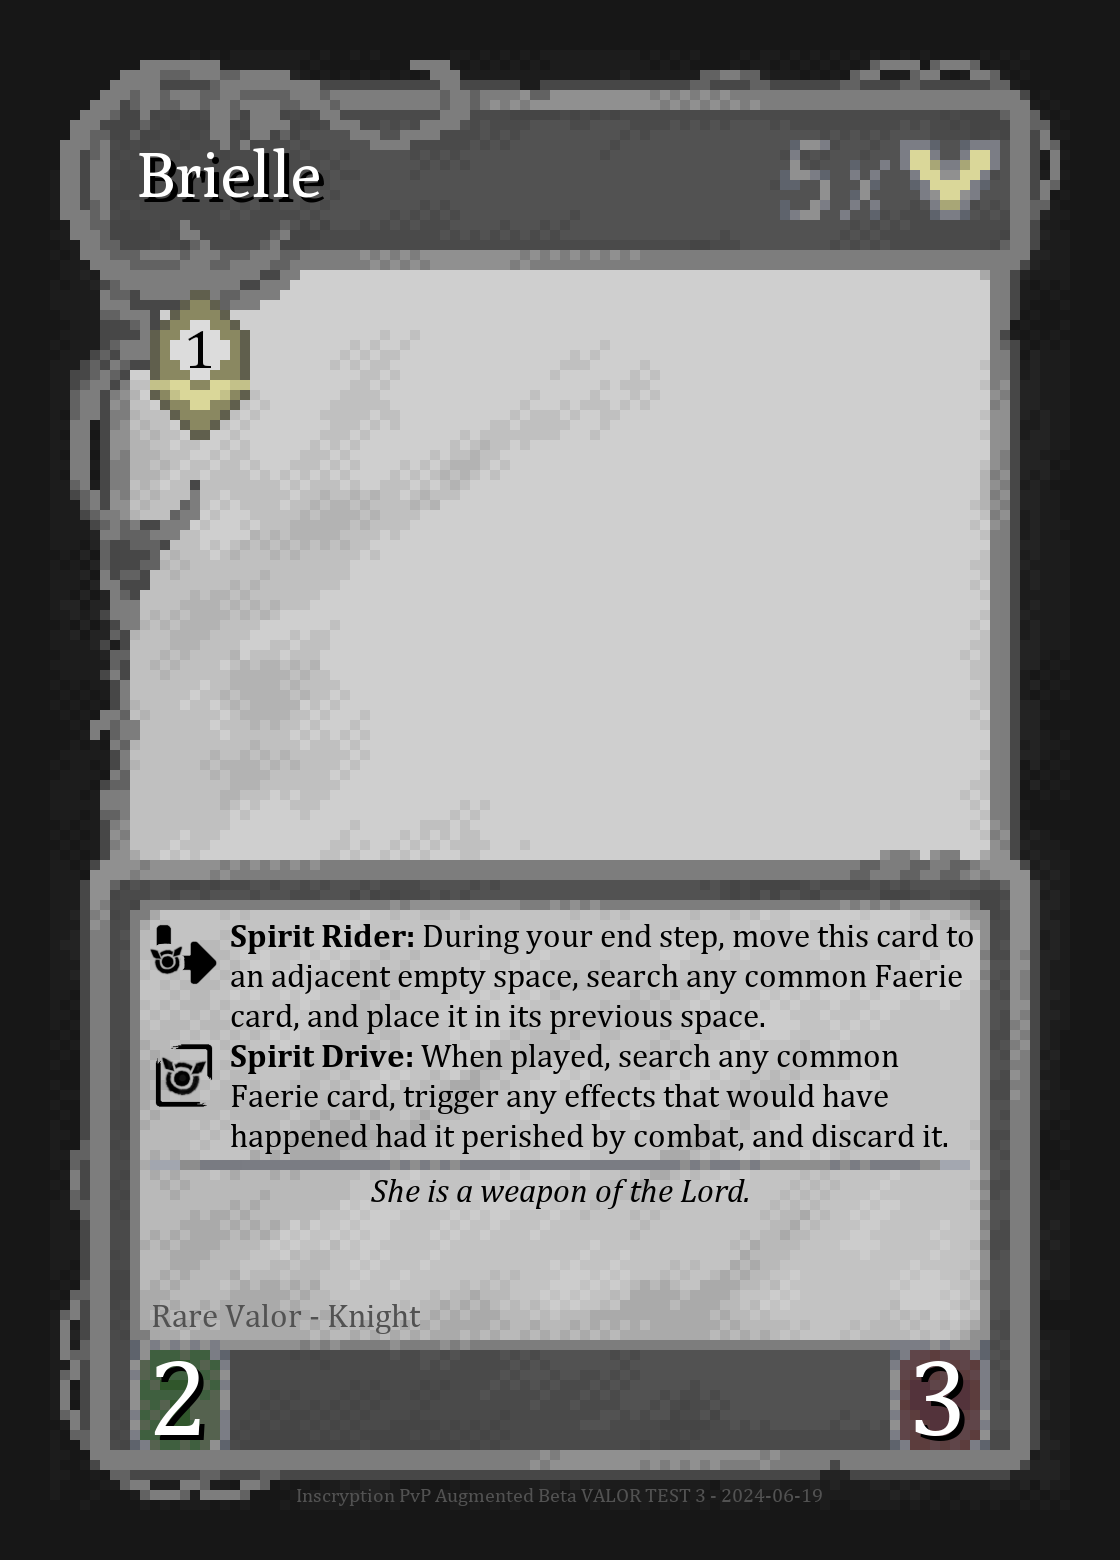 Brielle
5x
1
Spirit Rider: During your end step, move this card to
an adjacent empty space, search any common Faerie
card, and place it in its previous space.
Spirit Drive: When played, search any common
Faerie card, trigger any effects that would have
happened had it perished by combat, and discard it.
She is a weapon of the Lord.
Rare Valor - Knight
2
3
Inscryption PvP Augmented Beta VALOR TEST 3 - 2024-06-19